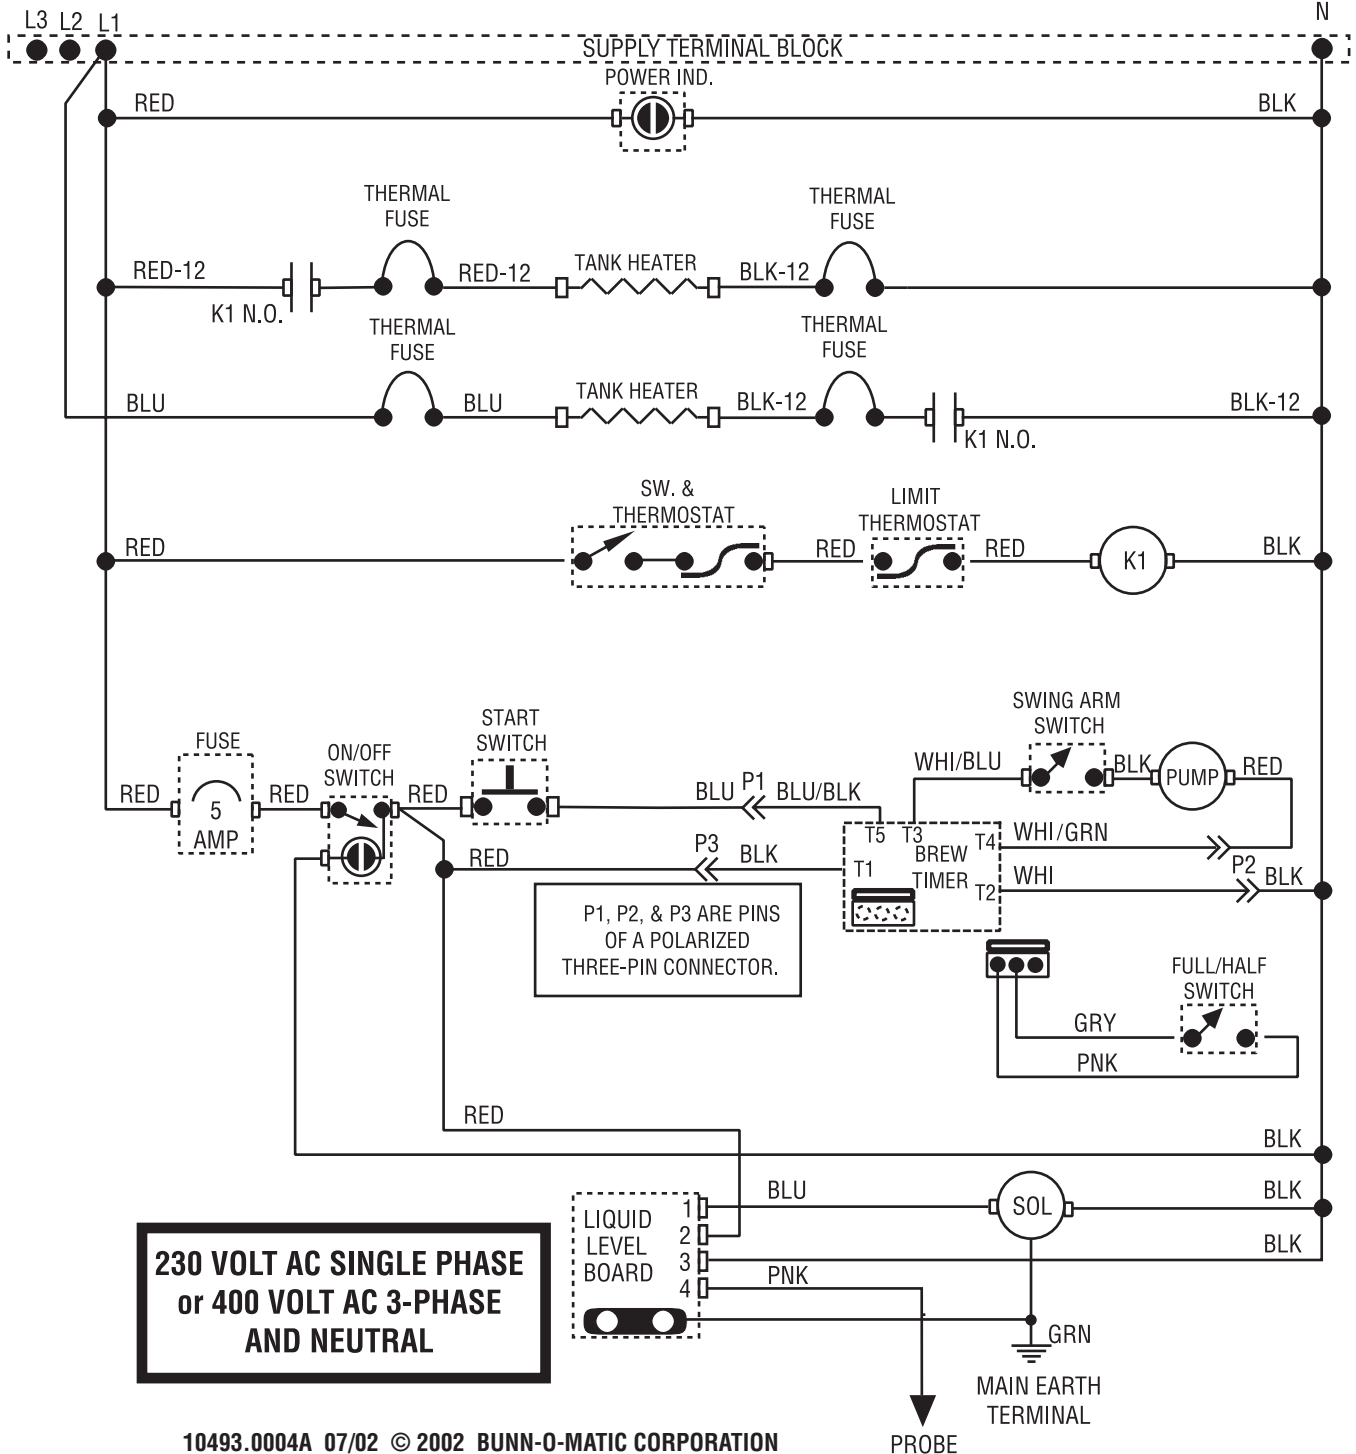 L3 L2 L1 N
SUPPLY TERMINAL BLOCK
POWER IND.
RED BLK
THERMAL
FUSE
THERMAL
FUSE
RED-12 RED-12 TANK HEATER BLK-12
K1 N.O.
THERMAL
FUSE
THERMAL
FUSE
BLU BLU TANK HEATER BLK-12 BLK-12
K1 N.O.
SW. &
THERMOSTAT
LIMIT
THERMOSTAT
RED RED RED K1 BLK
FUSE
5
AMP
ON/OFF
SWITCH
START
SWITCH
SWING ARM
SWITCH
RED RED RED BLU P1 BLU/BLK
WHI/BLU BLK PUMP RED
RED P3 BLK
T5 T3 T4 WHI/GRN
T1 BREW
TIMER
T2 WHI P2 BLK
P1, P2, & P3 ARE PINS
OF A POLARIZED
THREE-PIN CONNECTOR.
FULL/HALF
SWITCH
GRY
PNK
RED
BLK
LIQUID
LEVEL
BOARD
1 BLU SOL BLK
2
3 BLK
4 PNK
GRN
MAIN EARTH
TERMINAL
PROBE
230 VOLT AC SINGLE PHASE
or 400 VOLT AC 3-PHASE
AND NEUTRAL
10493.0004A 07/02 © 2002 BUNN-O-MATIC CORPORATION